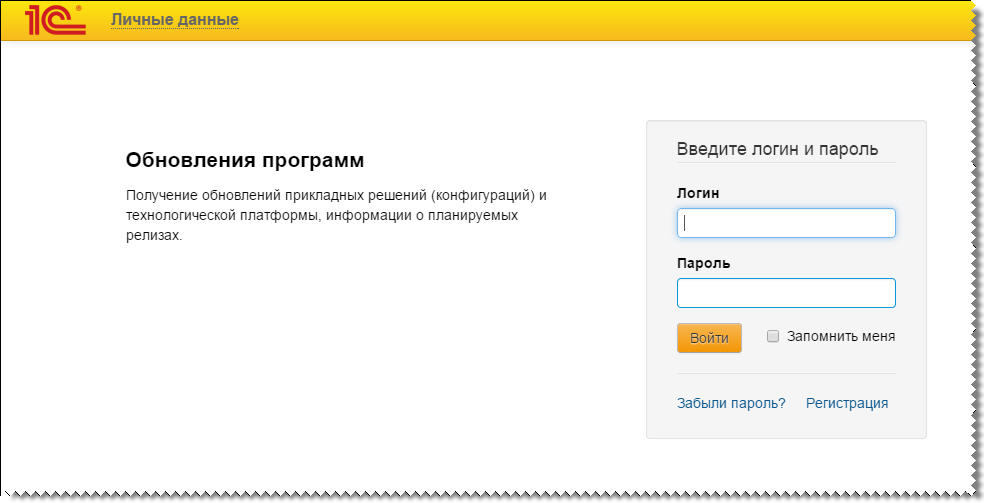 1С® Личные данные
Обновления программ
Получение обновлений прикладных решений (конфигураций) и
технологической платформы, информации о планируемых
релизах.
Введите логин и пароль
Логин
Пароль
Войти Запомнить меня
Забыли пароль? Регистрация